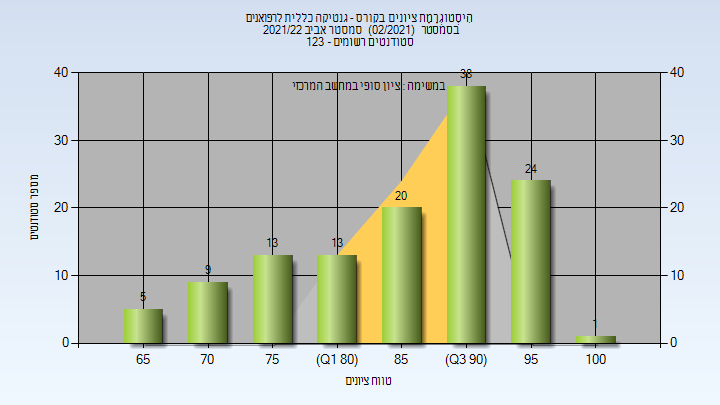 היסטוגרמת ציונים בקורס - גנטיקה כללית לרפואנים
בסמסטר (02/2021) סמסטר אביב 2021/22
סטודנטים רשומים - 123
במשימה : ציון סופי במחשב המרכזי
40 40
30 30
20 20
10 10
0 0
5 9 13 13 20 38 24 1
65 70 75 (Q1 80) 85 (Q3 90) 95 100
מספר סטודנטים
טווח ציונים